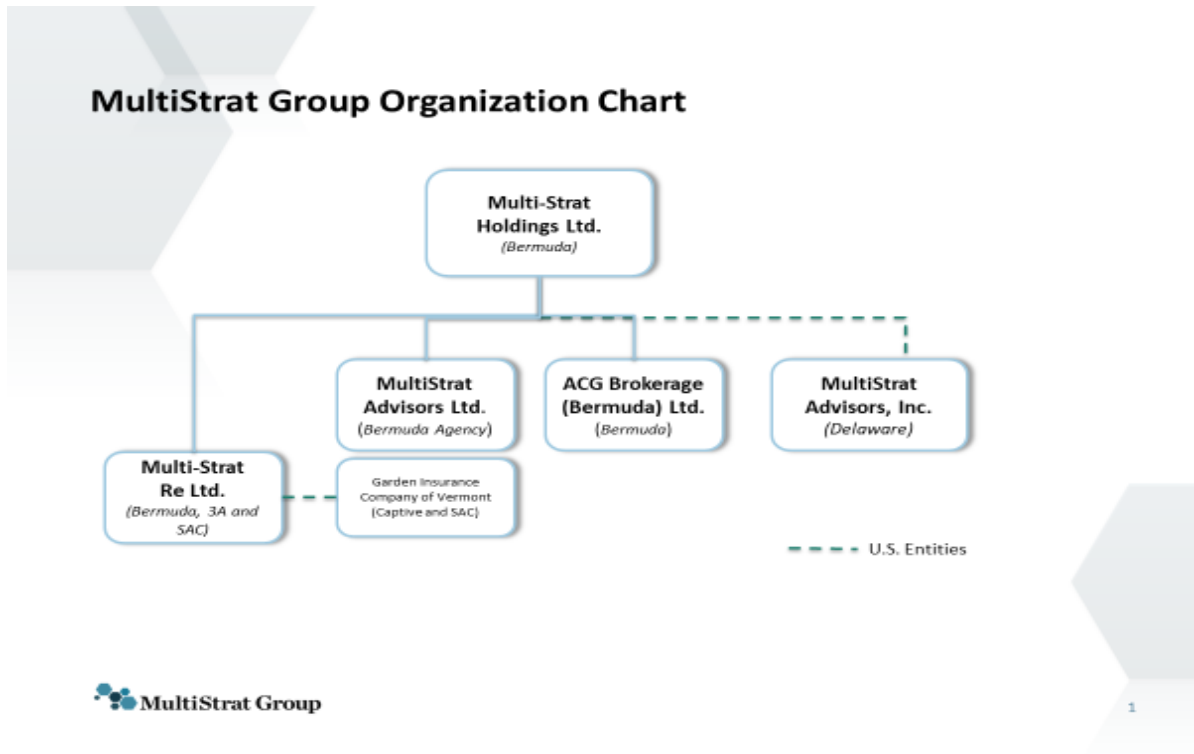 MultiStrat Group Organization Chart
Multi-Strat
Holdings Ltd.
(Bermuda)
MultiStrat
Advisors Ltd.
(Bermuda Agency)
ACG Brokerage
(Bermuda) Ltd.
(Bermuda)
MultiStrat
Advisors, Inc.
(Delaware)
Multi-Strat
Re Ltd.
(Bermuda, 3A and
SAC)
Garden Insurance
Company of Vermont
(Captive and SAC)
U.S. Entities
MultiStrat Group
1